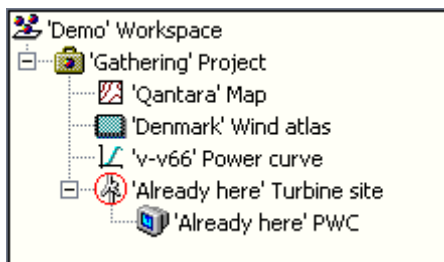 'Demo' Workspace
'Gathering' Project
'Qantara' Map
'Denmark' Wind atlas
'v-v66' Power curve
'Already here' Turbine site
'Already here' PWC